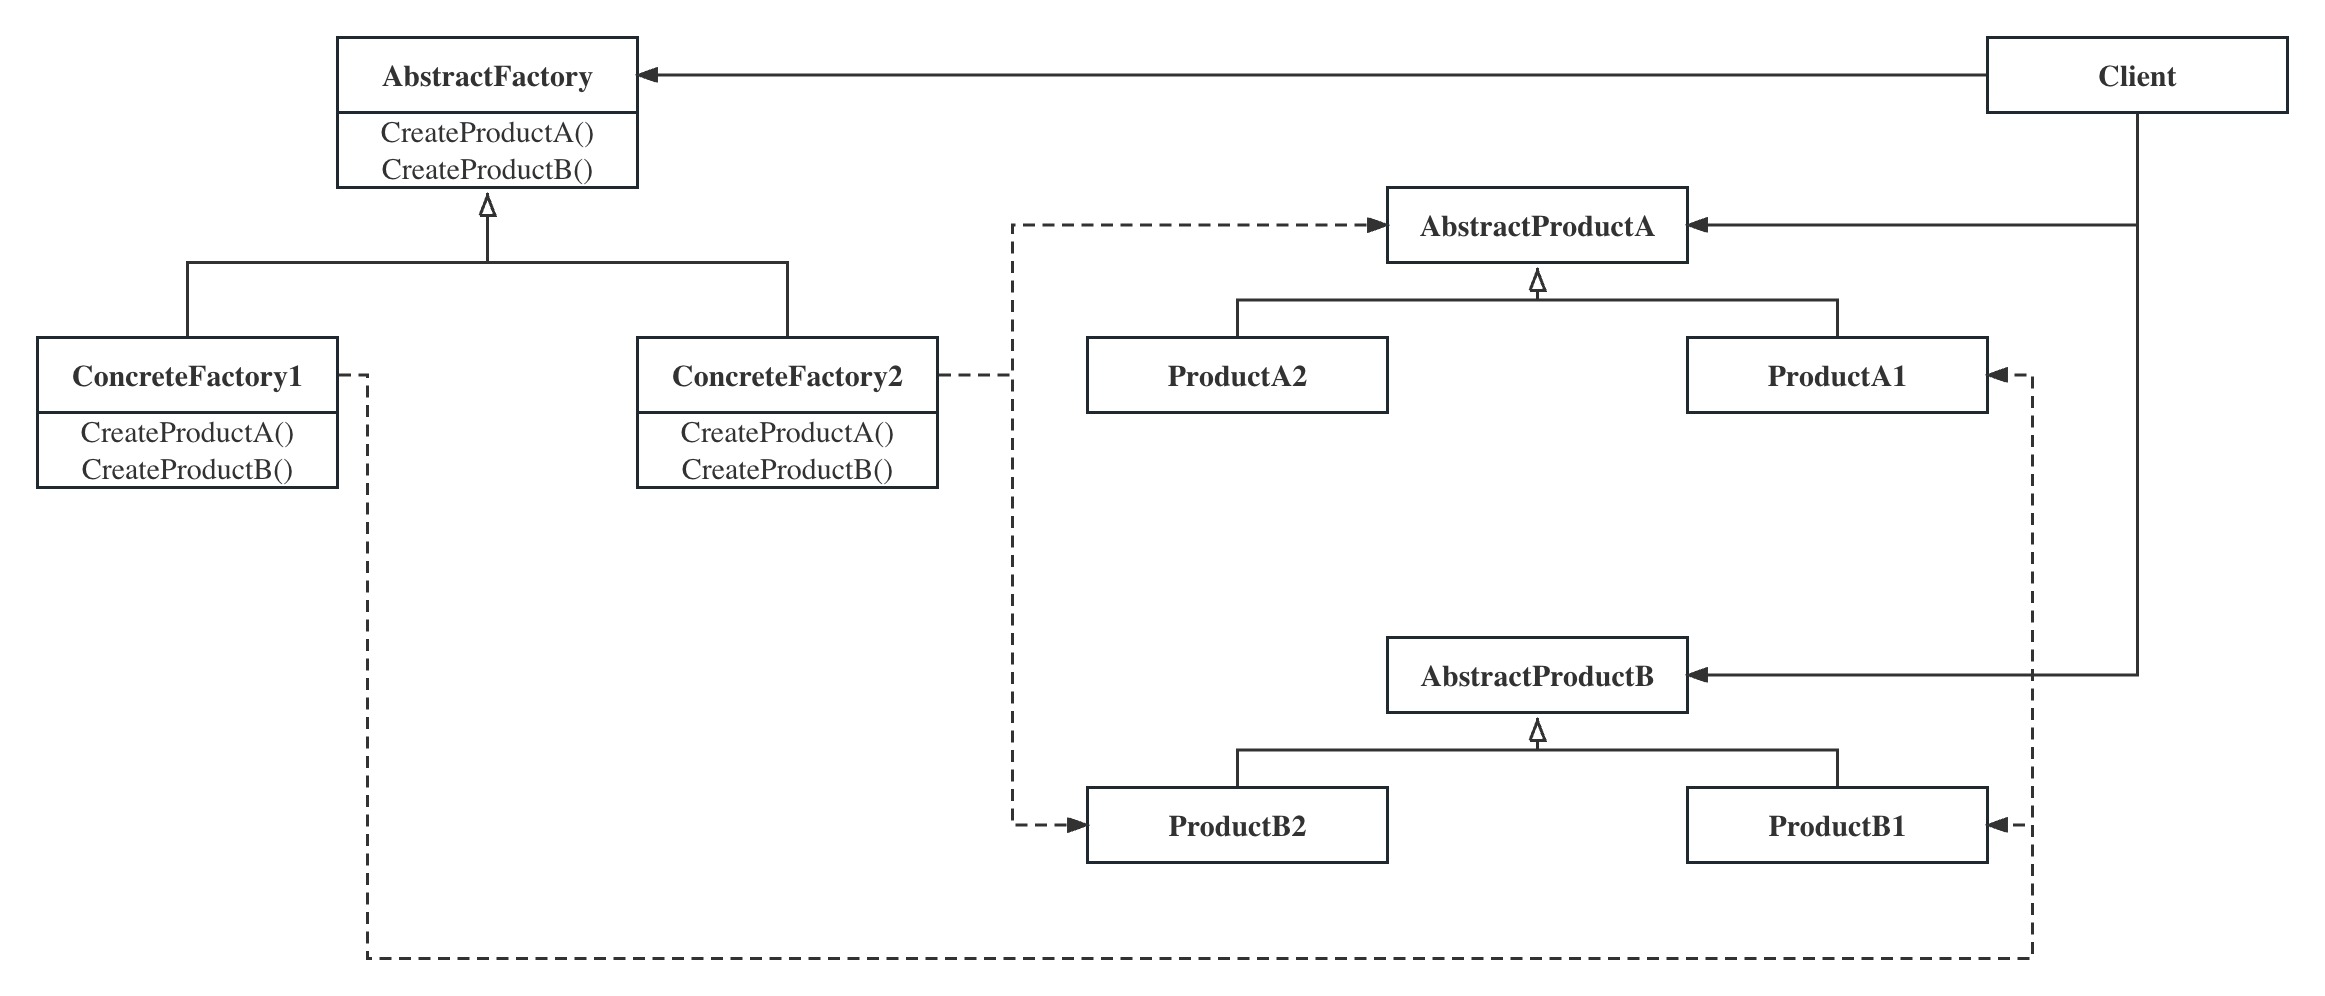 AbstractFactory
CreateProductA()
CreateProductB()
Client
AbstractProductA
ConcreteFactory1
CreateProductA()
CreateProductB()
ConcreteFactory2
CreateProductA()
CreateProductB()
ProductA2
ProductA1
AbstractProductB
ProductB2
ProductB1